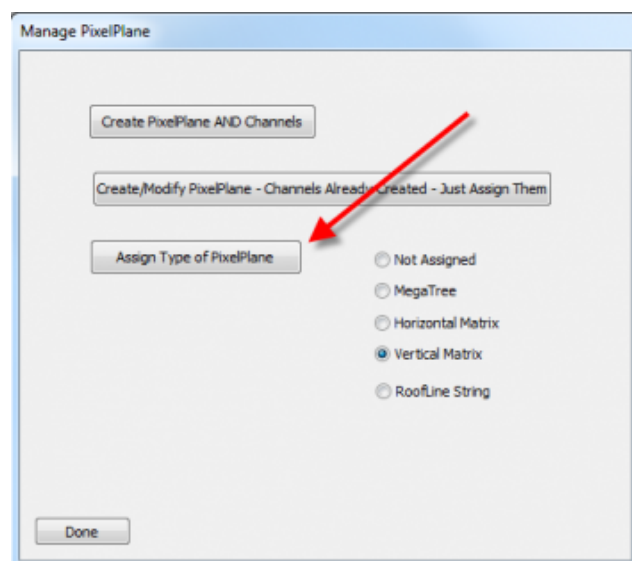 Manage PixelPlane
Create PixelPlane AND Channels
Create/Modify PixelPlane - Channels Already Created - Just Assign Them
Assign Type of PixelPlane
Not Assigned
MegaTree
Horizontal Matrix
Vertical Matrix
RoofLine String
Done